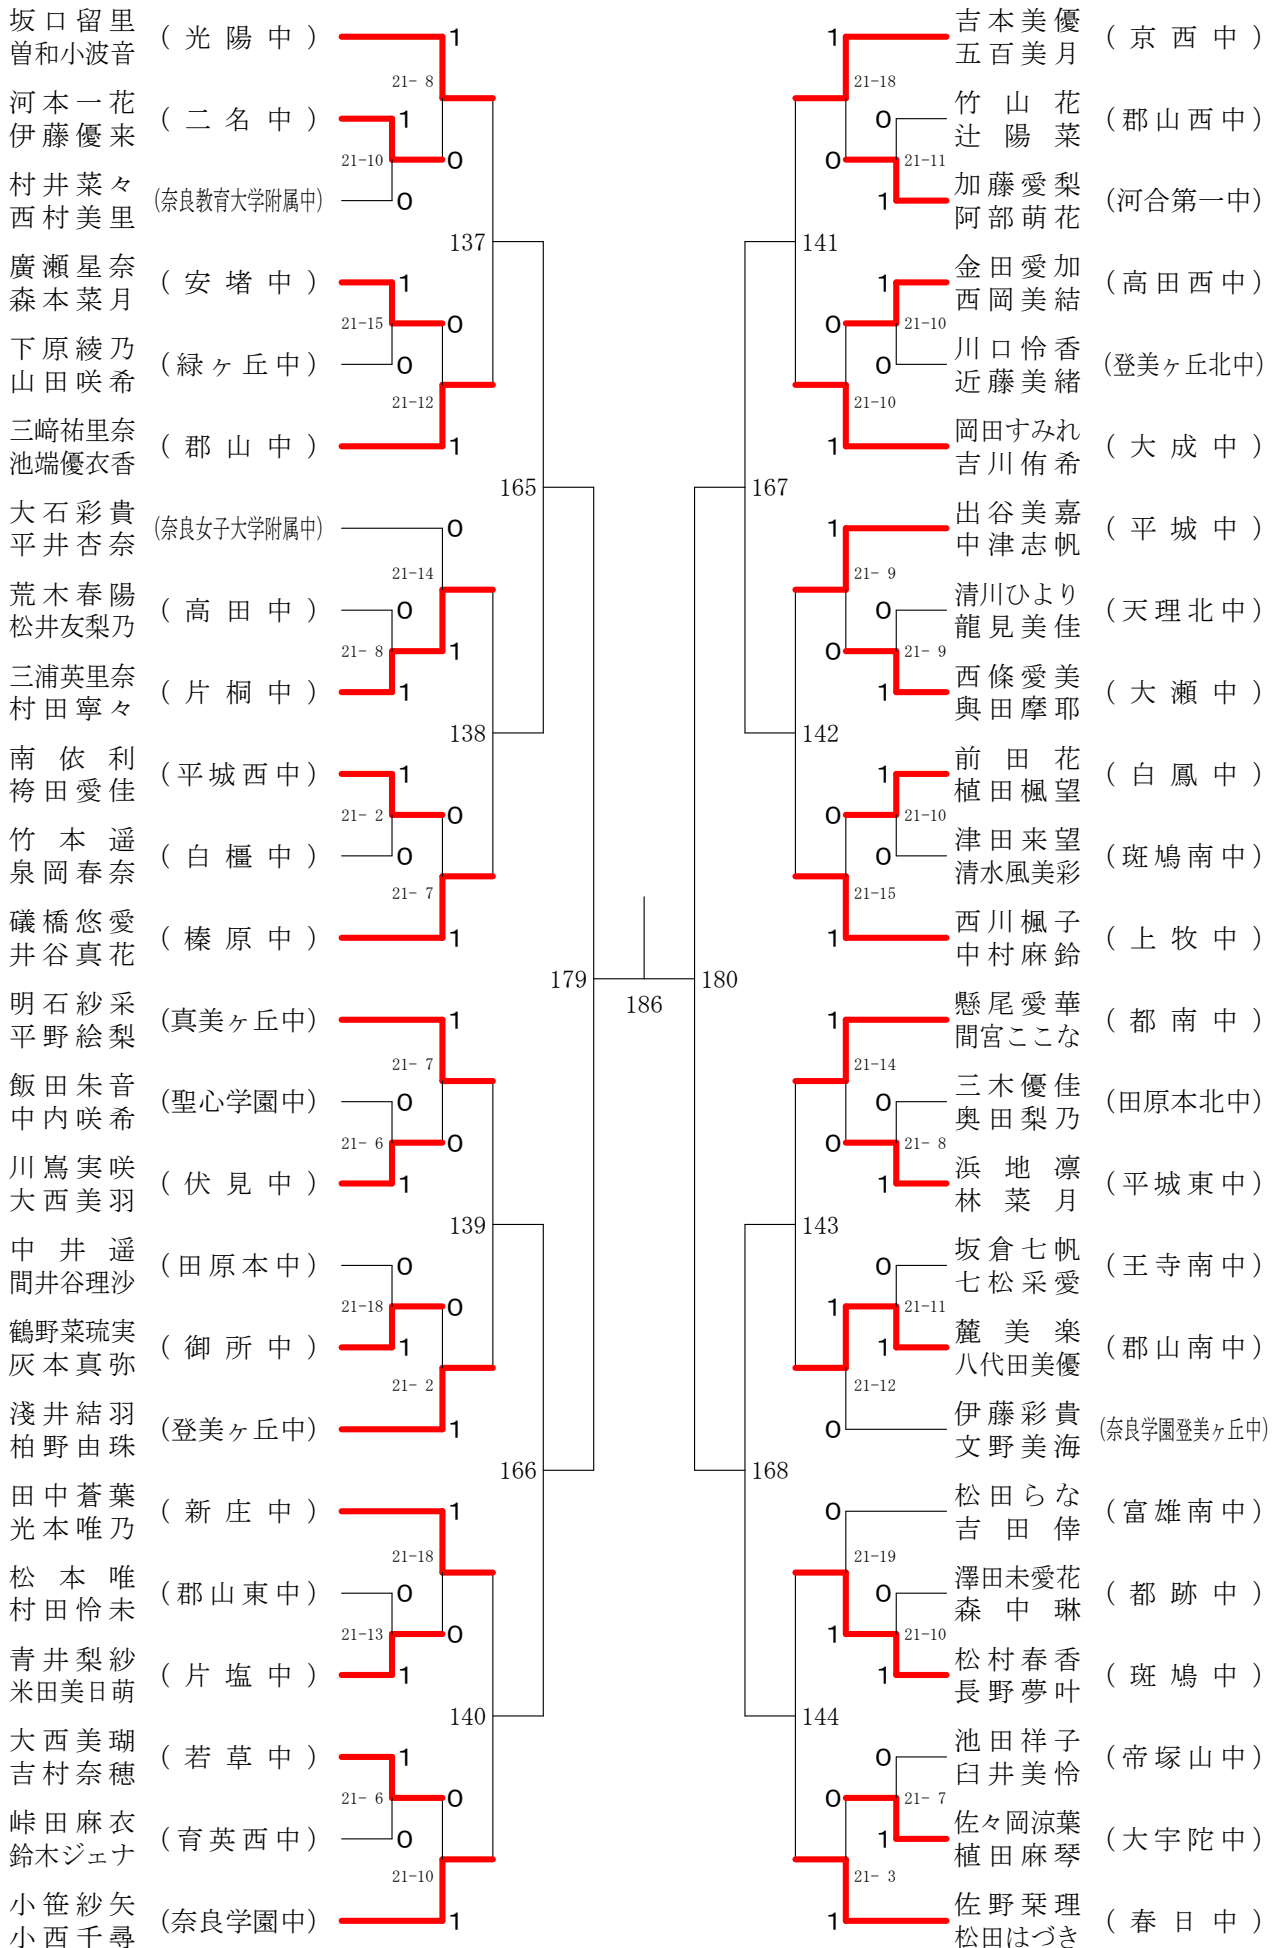 坂口留里
曽和小波音
(光陽中)
1
21- 8
河本一花
伊藤優来
(二名中)
1
21-10
0
村井菜々
西村美里
(奈良教育大学附属中)
0
137
廣瀬星奈
森本菜月
(安堵中)
1
21-15
0
下原綾乃
山田咲希
(緑ヶ丘中)
0
21-12
三﨑祐里奈
池端優衣香
(郡山中)
1
165
大石彩貴
平井杏奈
(奈良女子大学附属中)
0
21-14
荒木春陽
松井友梨乃
(高田中)
0
21- 8
1
三浦英里奈
村田寧々
(片桐中)
1
138
南依利
袴田愛佳
(平城西中)
1
21- 2
0
竹本遥
泉岡春奈
(白橿中)
0
21- 7
礒橋悠愛
井谷真花
(榛原中)
1
179
明石紗采
平野絵梨
(真美ヶ丘中)
1
21- 7
飯田朱音
中内咲希
(聖心学園中)
0
21- 6
0
川嶌実咲
大西美羽
(伏見中)
1
139
中井遥
間井谷理沙
(田原本中)
0
21-18
0
鶴野菜琉実
灰本真弥
(御所中)
1
21- 2
淺井結羽
柏野由珠
(登美ヶ丘中)
1
166
田中蒼葉
光本唯乃
(新庄中)
1
21-18
松本唯
村田怜未
(郡山東中)
0
21-13
0
青井梨紗
米田美日萌
(片塩中)
1
140
大西美瑚
吉村奈穂
(若草中)
1
21- 6
0
峠田麻衣
鈴木ジェナ
(育英西中)
0
21-10
小笹紗矢
小西千尋
(奈良学園中)
1
186
1
吉本美優
五百美月
(京西中)
21-18
0
竹山花
辻陽菜
(郡山西中)
0
21-11
1
加藤愛梨
阿部萌花
(河合第一中)
141
1
金田愛加
西岡美結
(高田西中)
0
21-10
0
川口怜香
近藤美緒
(登美ヶ丘北中)
21-10
1
岡田すみれ
吉川侑希
(大成中)
167
1
出谷美嘉
中津志帆
(平城中)
21- 9
0
清川ひより
龍見美佳
(天理北中)
0
21- 9
1
西條愛美
與田摩耶
(大瀬中)
142
1
前田花
植田楓望
(白鳳中)
0
21-10
0
津田来望
清水風美彩
(斑鳩南中)
21-15
1
西川楓子
中村麻鈴
(上牧中)
180
1
懸尾愛華
間宮ここな
(都南中)
21-14
0
三木優佳
奥田梨乃
(田原本北中)
0
21- 8
1
浜地凛
林菜月
(平城東中)
143
0
坂倉七帆
七松采愛
(王寺南中)
1
21-11
1
麓美楽
八代田美優
(郡山南中)
21-12
0
伊藤彩貴
文野美海
(奈良学園登美ヶ丘中)
168
0
松田らな
吉田倖
(富雄南中)
21-19
0
澤田未愛花
森中琳
(都跡中)
1
21-10
1
松村春香
長野夢叶
(斑鳩中)
144
0
池田祥子
臼井美怜
(帝塚山中)
0
21- 7
1
佐々岡涼葉
植田麻琴
(大宇陀中)
21- 3
1
佐野栞理
松田はづき
(春日中)